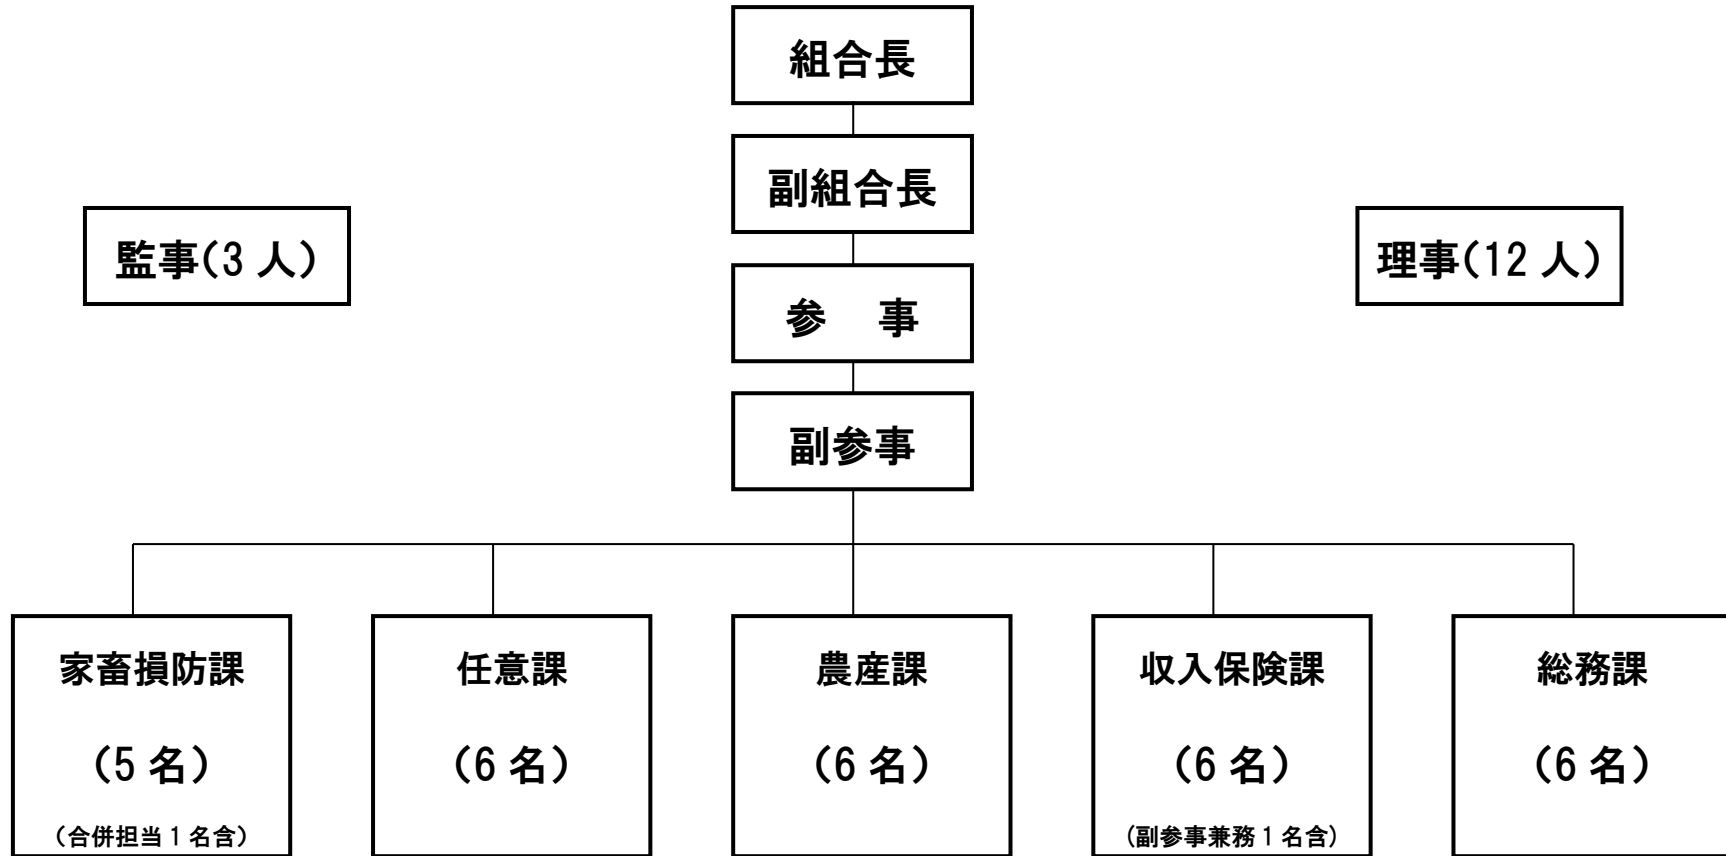 組合長
副組合長
監事(3 人)
理事(12 人)
参　事
副参事
家畜損防課
(5 名)
(合併担当 1 名含)
任意課
(6 名)
農産課
(6 名)
収入保険課
(6 名)
(副参事兼務 1 名含)
総務課
(6 名)